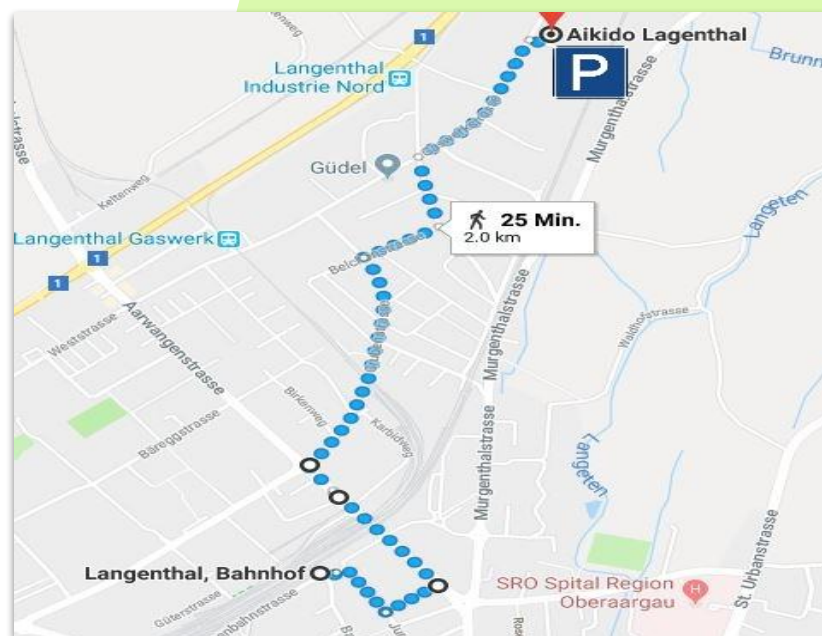 Aikido Lagenthal
P
1
Langenthal
Industrie Nord
Murgenthalstrasse
Güdel
Keltenweg
25 Min.
2.0 km
Langeten
Langenthal Gaswerk
1
1
Waldhofstrasse
Aarwangenstrasse
Weststrasse
Murgenthalstrasse
Birkenweg
Karbidweg
Bäreggstrasse
Langeten
Murgenthalstrasse
St. Urbanstrasse
Langenthal, Bahnhof
SRO Spital Region
Oberaargau
H
Güterstrasse